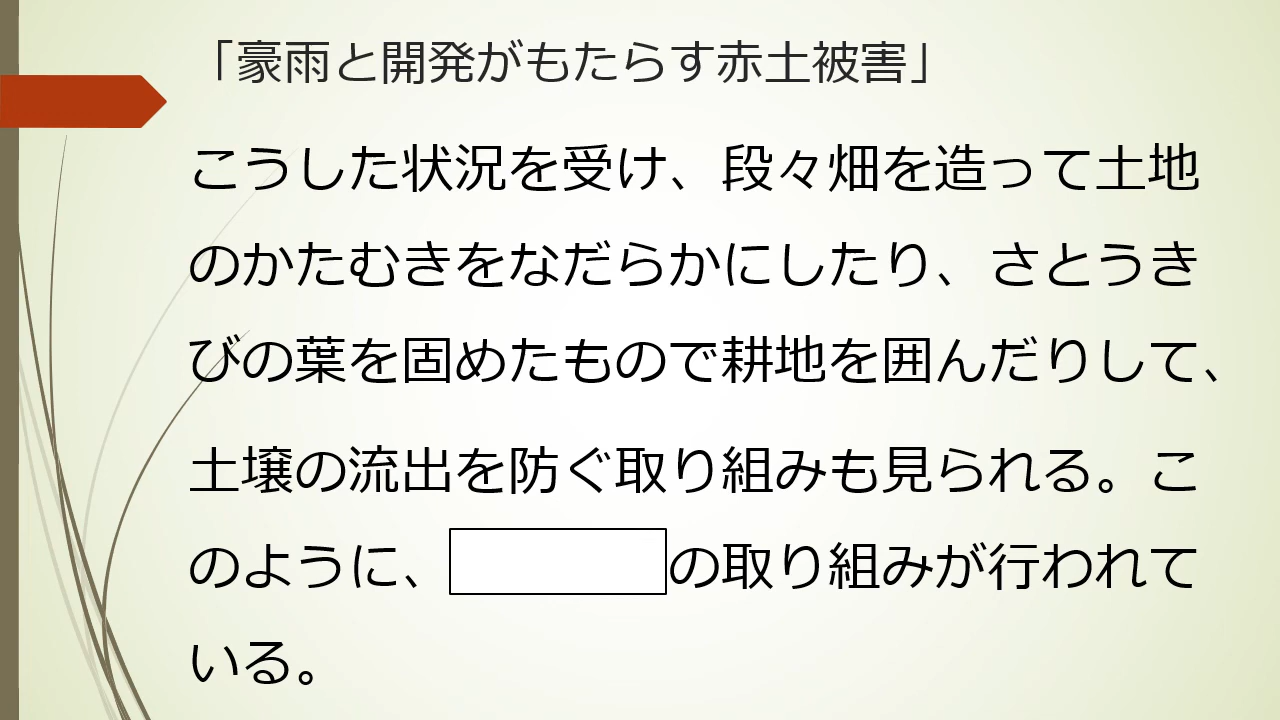 「豪雨と開発がもたらす赤土被害」
こうした状況を受け、段々畑を造って土地
のかたむきをなだらかにしたり、さとうき
びの葉を固めたもので耕地を囲んだりして、
土壌の流出を防ぐ取り組みも見られる。こ
のように、の取り組みが行われて
いる。